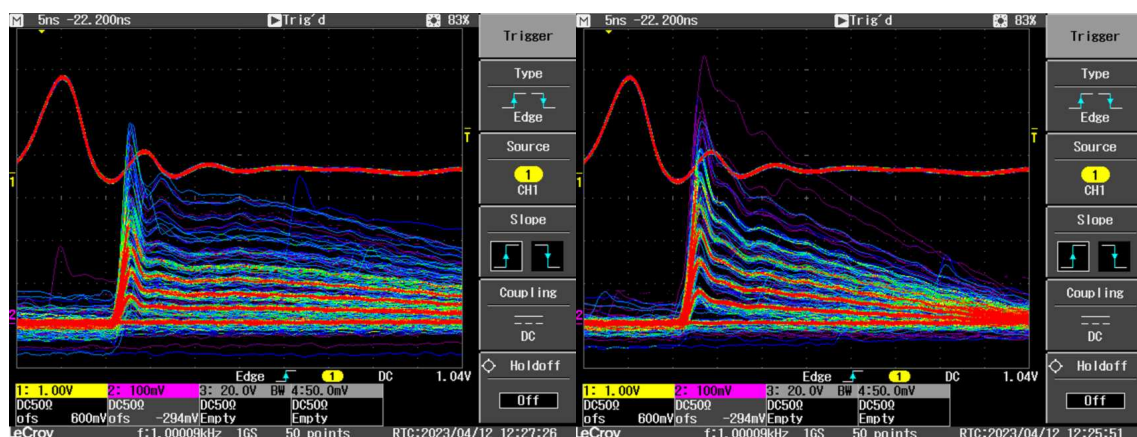 M 5ns -22.200ns Trig'd 83%
Trigger
Type
Edge
T
Source
1
CH1
1
Slope
Coupling
2
DC
Holdoff
Off
Edge 1 DC 1.04V
1: 1.00V 2: 100mV 3: 20.0V BW 4:50.0mV
DC50Ω DC50Ω DC50Ω DC50Ω
ofs 600mV ofs -294mV Empty Empty
LeCroy f:1.00009kHz 1GS 50 points RTC:2023/04/12 12:27:26
M 5ns -22.200ns Trig'd 83%
Trigger
Type
Edge
T
Source
1
CH1
1
Slope
Coupling
2
DC
Holdoff
Off
Edge 1 DC 1.04V
1: 1.00V 2: 100mV 3: 20.0V BW 4:50.0mV
DC50Ω DC50Ω DC50Ω DC50Ω
ofs 600mV ofs -294mV Empty Empty
LeCroy f:1.00009kHz 1GS 50 points RTC:2023/04/12 12:25:51